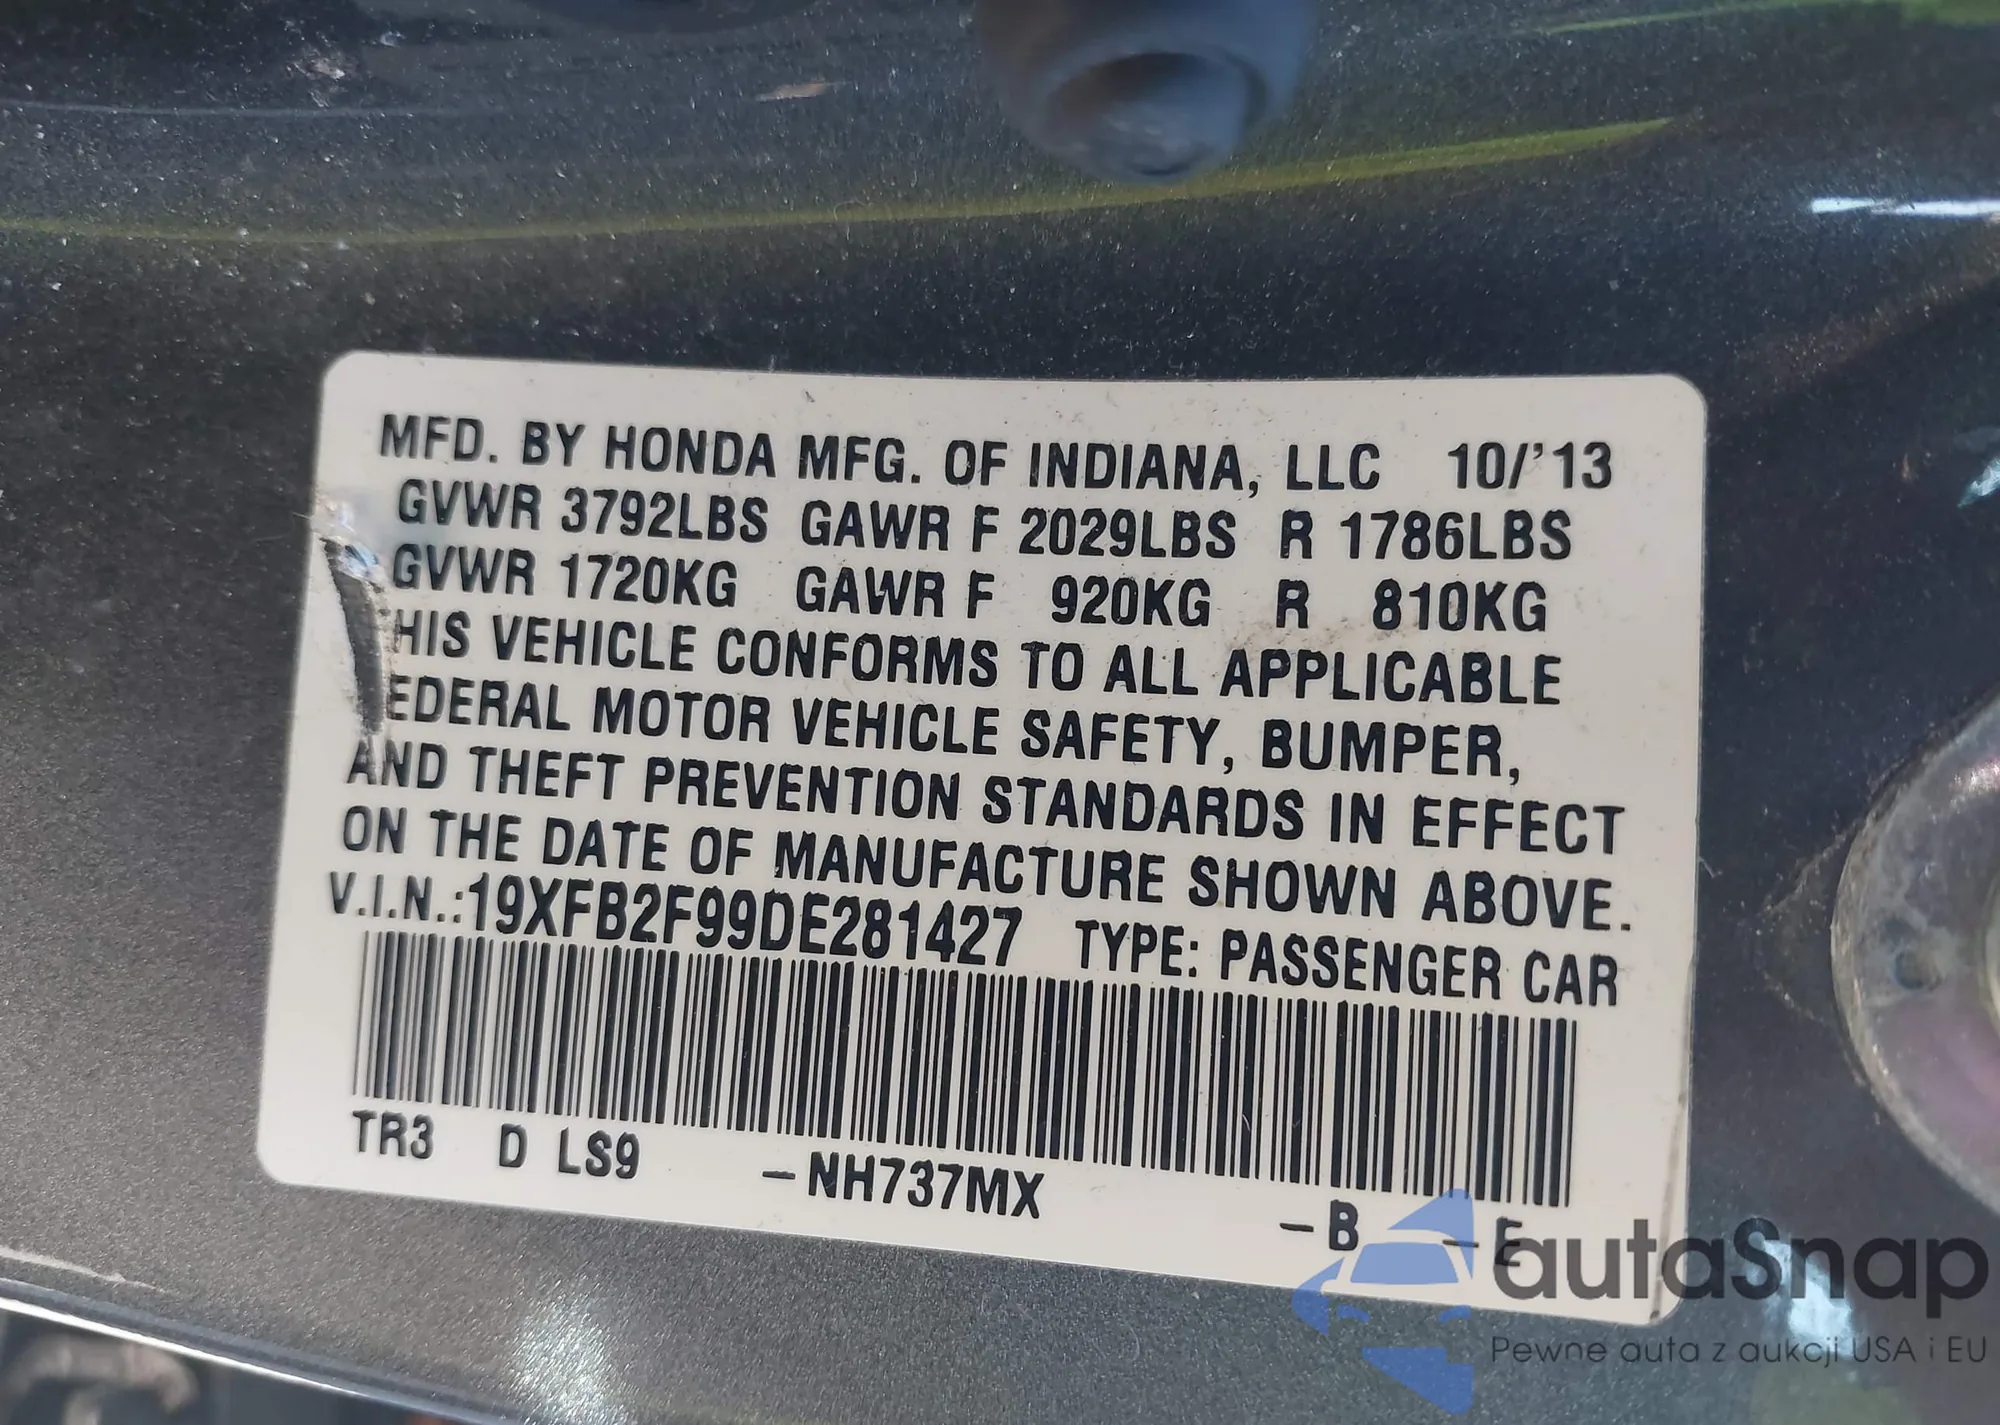 MFD. BY HONDA MFG. OF INDIANA, LLC 10/'13
GVWR 3792LBS GAWR F 2029LBS R 1786LBS
GVWR 1720KG GAWR F 920KG R 810KG
HIS VEHICLE CONFORMS TO ALL APPLICABLE
EDERAL MOTOR VEHICLE SAFETY, BUMPER,
AND THEFT PREVENTION STANDARDS IN EFFECT
ON THE DATE OF MANUFACTURE SHOWN ABOVE.
V.I.N.:19XFB2F99DE281427 TYPE: PASSENGER CAR
TR3 D LS9 -NH737MX -B -E
autaSnap
Pewne auta z aukcji USA i EU